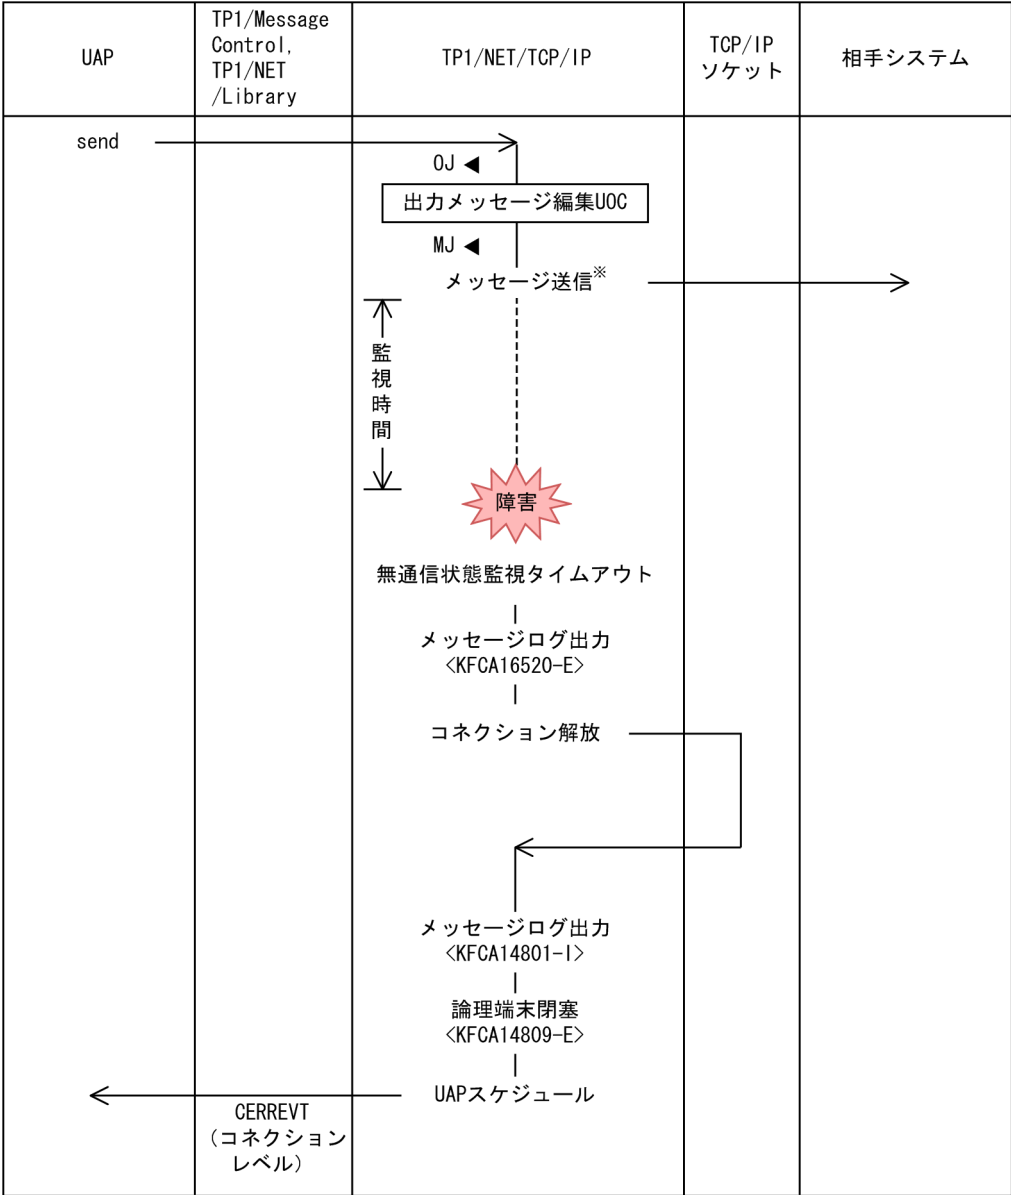 UAP
TP1/Message
Control,
TP1/NET
/Library
TP1/NET/TCP/IP
TCP/IP
ソケット
相手システム
send
OJ
出力メッセージ編集UOC
MJ
メッセージ送信※
監視時間
障害
無通信状態監視タイムアウト
メッセージログ出力
<KFCA16520-E>
コネクション解放
メッセージログ出力
<KFCA14801-I>
論理端末閉塞
<KFCA14809-E>
UAPスケジュール
CERREVT
(コネクション
レベル)